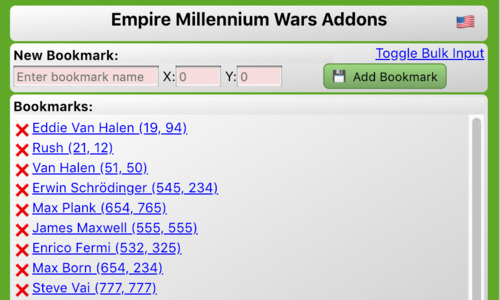 Empire Millennium Wars Addons
New Bookmark:
Toggle Bulk Input
Enter bookmark name X: 0 Y: 0 Add Bookmark
Bookmarks:
Eddie Van Halen (19, 94)
Rush (21, 12)
Van Halen (51, 50)
Erwin Schrödinger (545, 234)
Max Plank (654, 765)
James Maxwell (555, 555)
Enrico Fermi (532, 325)
Max Born (654, 234)
Steve Vai (777, 777)